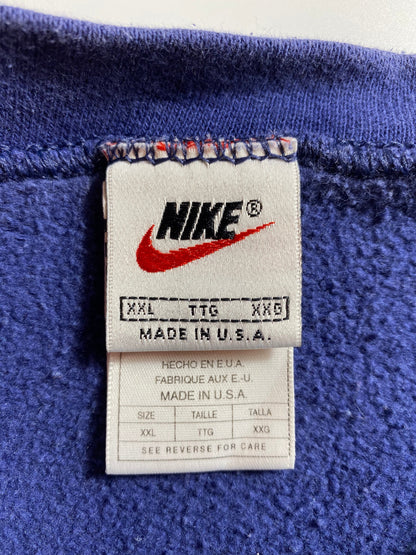 NIKE®
XXL TTG XXG
MADE IN U.S.A.
HECHO EN E.U.A.
FABRIQUE AUX E.-U.
MADE IN U.S.A.
SIZE TAILLE TALLA
XXL TTG XXG
SEE REVERSE FOR CARE